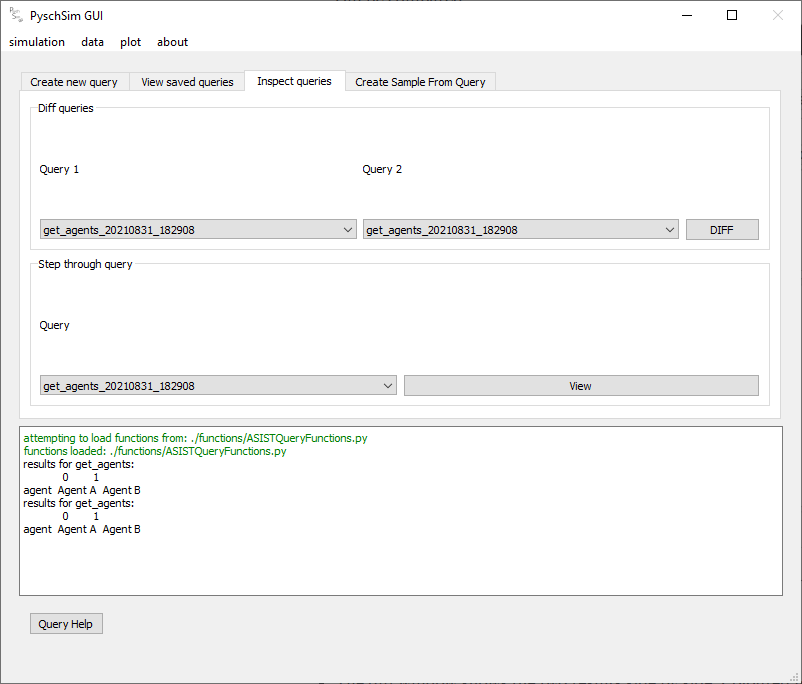 PyschSim GUI
simulation data plot about
Create new query View saved queries Inspect queries Create Sample From Query
Diff queries
Query 1 Query 2
get_agents_20210831_182908 get_agents_20210831_182908 DIFF
Step through query
Query
get_agents_20210831_182908 View
attempting to load functions from: ./functions/ASISTQueryFunctions.py
functions loaded: ./functions/ASISTQueryFunctions.py
results for get_agents:
0 1
agent Agent A Agent B
results for get_agents:
0 1
agent Agent A Agent B
Query Help